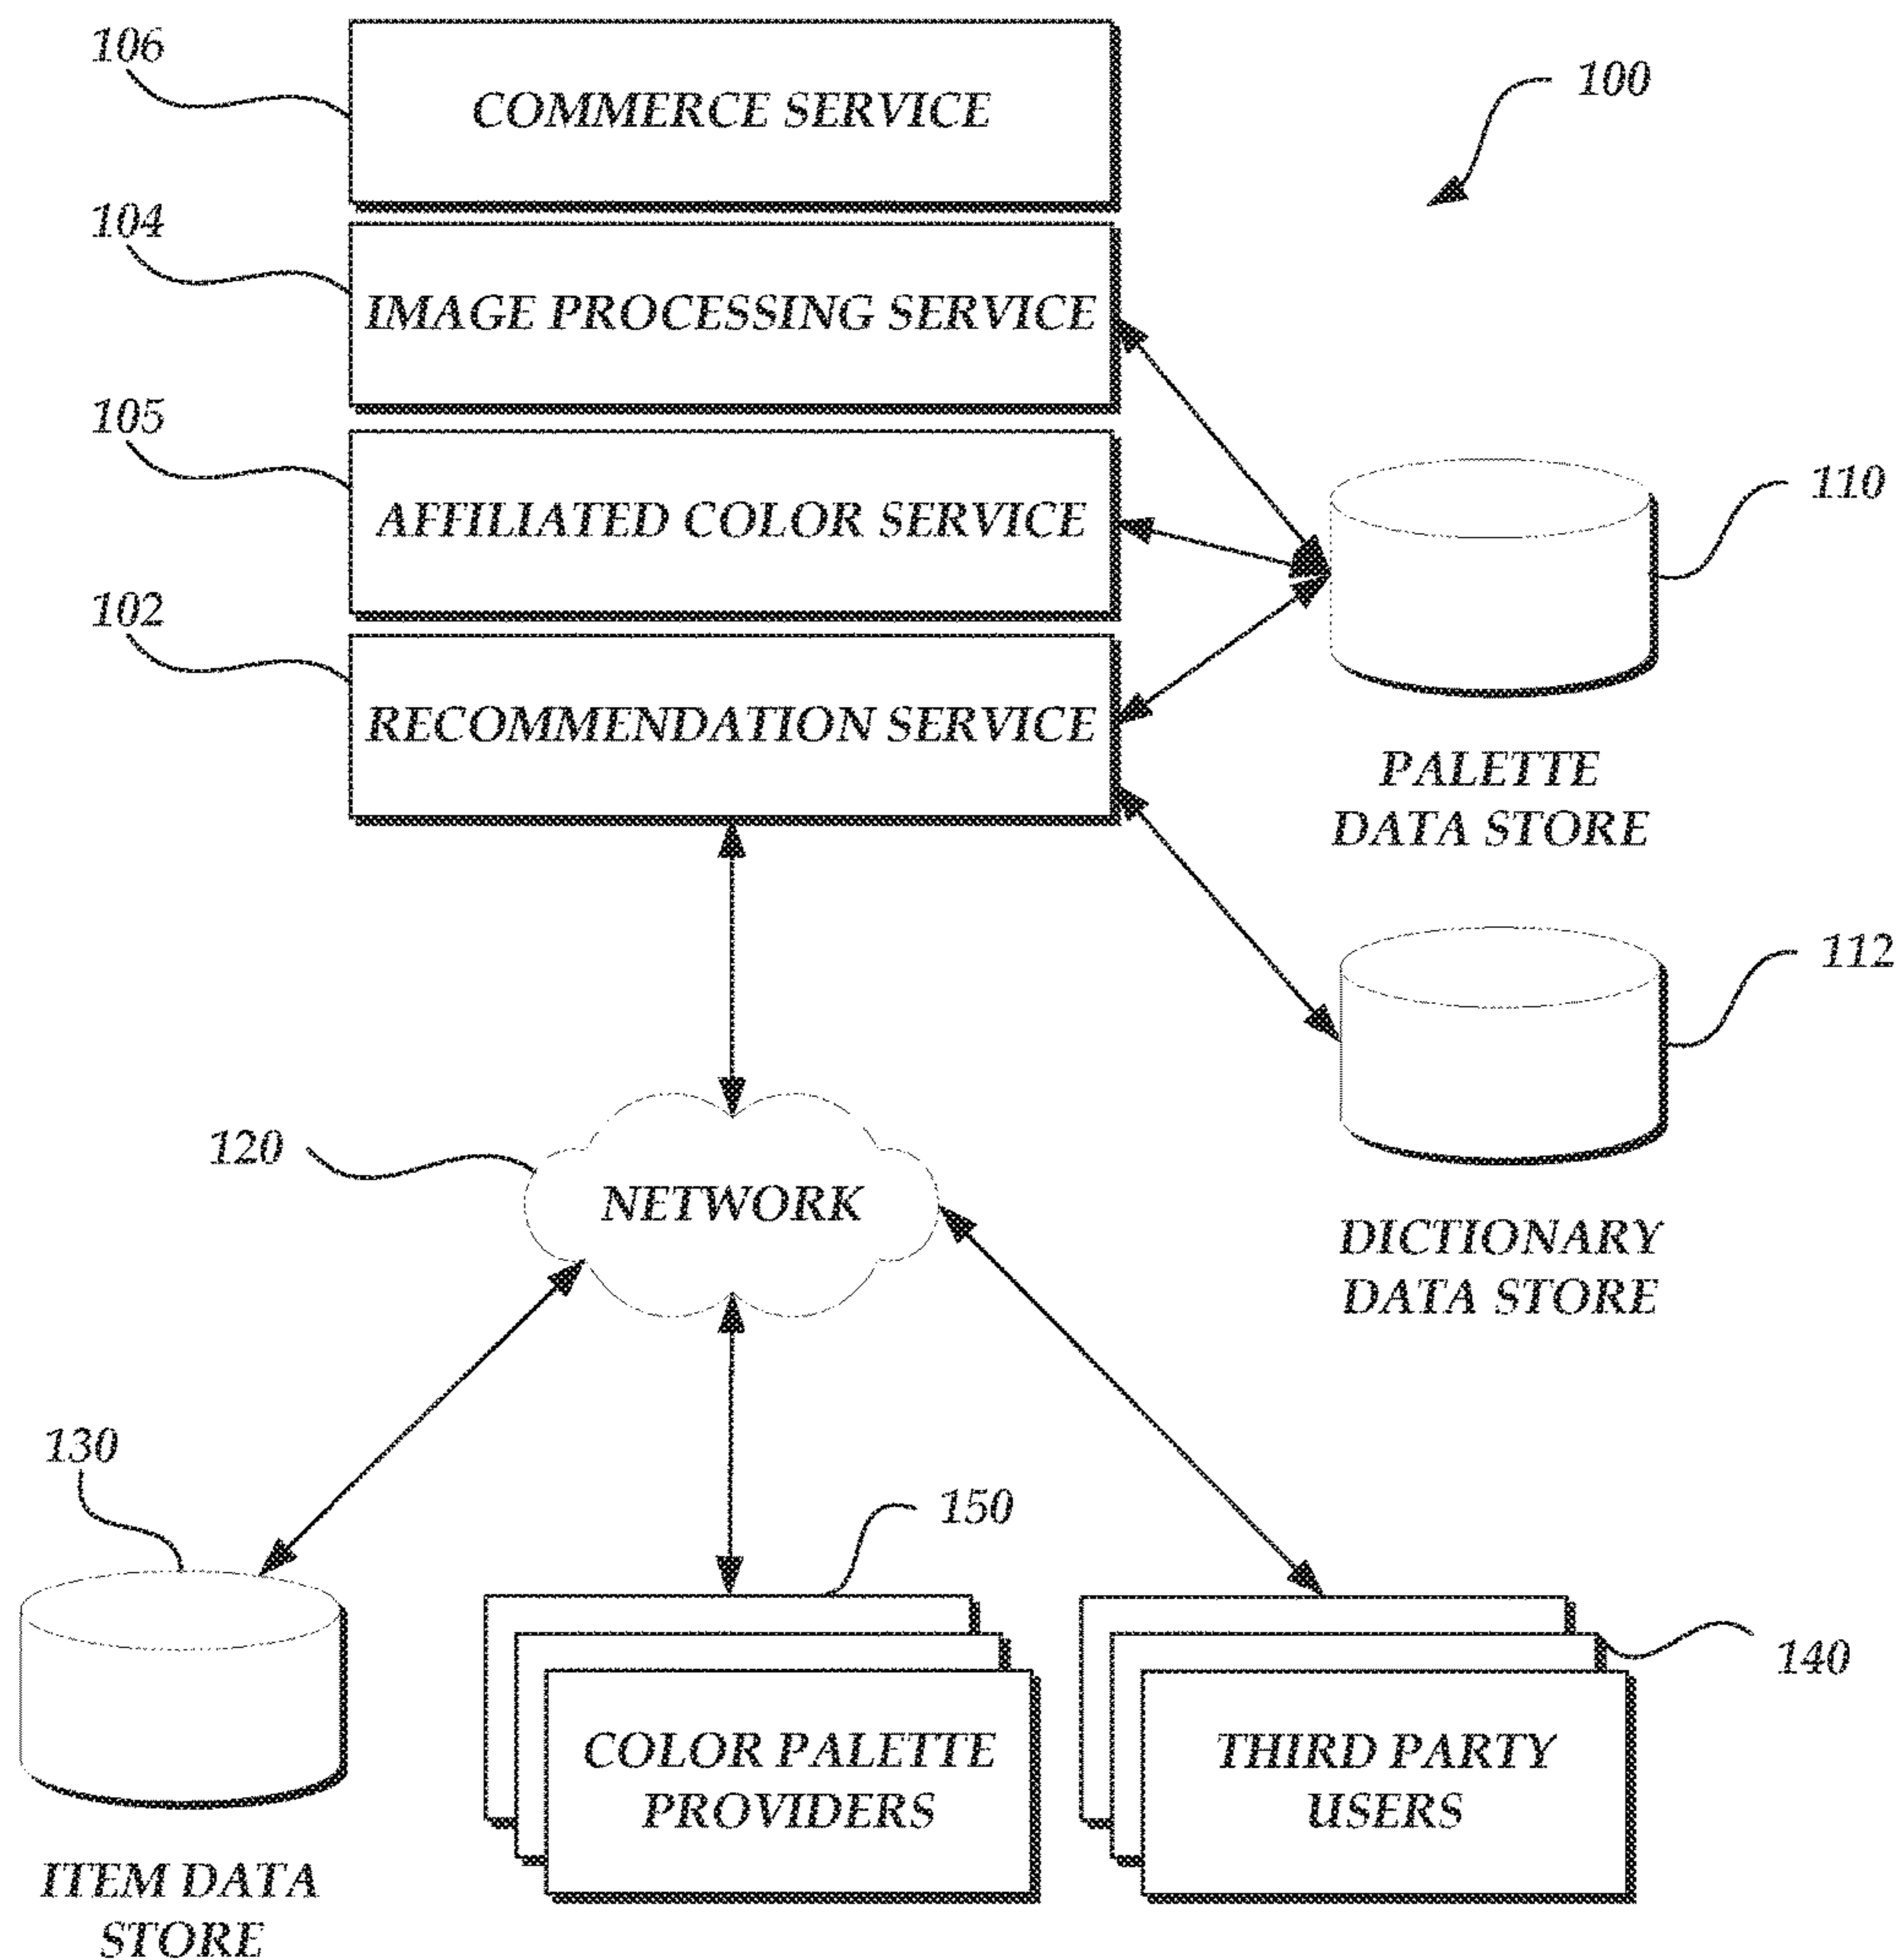 106
COMMERCE SERVICE
100
104
IMAGE PROCESSING SERVICE
105
AFFILIATED COLOR SERVICE
110
102
RECOMMENDATION SERVICE
PALETTE
DATA STORE
112
120
NETWORK
DICTIONARY
DATA STORE
130
150
140
COLOR PALETTE
PROVIDERS
THIRD PARTY
USERS
ITEM DATA
STORE